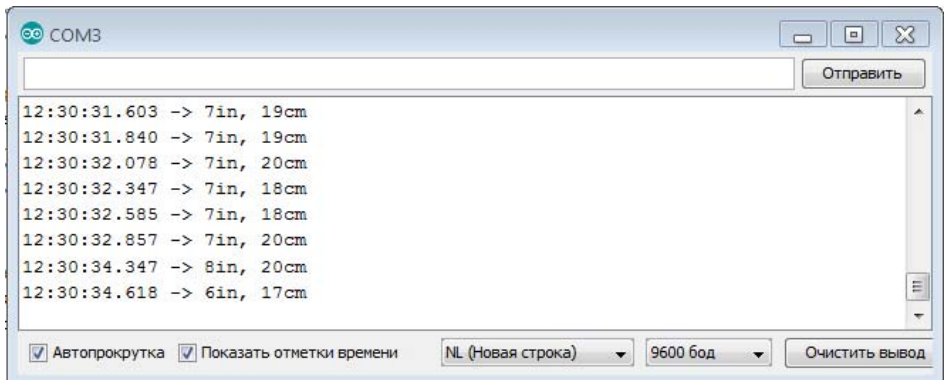 COM3
Отправить
12:30:31.603 -> 7in, 19cm
12:30:31.840 -> 7in, 19cm
12:30:32.078 -> 7in, 20cm
12:30:32.347 -> 7in, 18cm
12:30:32.585 -> 7in, 18cm
12:30:32.857 -> 7in, 20cm
12:30:34.347 -> 8in, 20cm
12:30:34.618 -> 6in, 17cm
Автопрокрутка Показать отметки времени NL (Новая строка) 9600 бод Очистить вывод